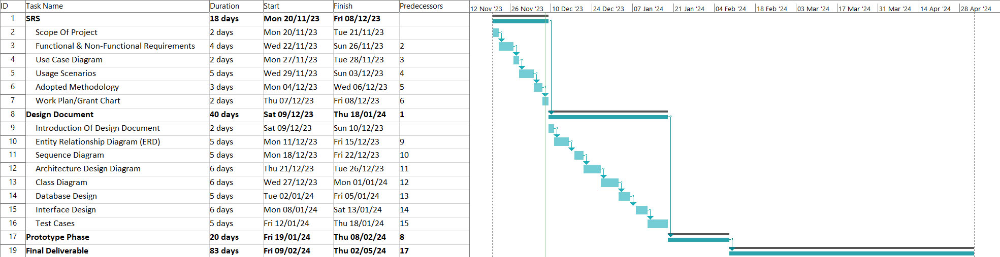 ID Task Name Duration Start Finish Predecessors 12 Nov '23 26 Nov '23 10 Dec '23 24 Dec '23 07 Jan '24 21 Jan '24 04 Feb '24 18 Feb '24 03 Mar '24 17 Mar '24 31 Mar '24 14 Apr '24 28 Apr '24
1 SRS 18 days Mon 20/11/23 Fri 08/12/23
2 Scope Of Project 2 days Mon 20/11/23 Tue 21/11/23
3 Functional & Non-Functional Requirements 4 days Wed 22/11/23 Sun 26/11/23 2
4 Use Case Diagram 2 days Mon 27/11/23 Tue 28/11/23 3
5 Usage Scenarios 5 days Wed 29/11/23 Sun 03/12/23 4
6 Adopted Methodology 3 days Mon 04/12/23 Wed 06/12/23 5
7 Work Plan/Grant Chart 2 days Thu 07/12/23 Fri 08/12/23 6
8 Design Document 40 days Sat 09/12/23 Thu 18/01/24 1
9 Introduction Of Design Document 2 days Sat 09/12/23 Sun 10/12/23
10 Entity Relationship Diagram (ERD) 5 days Mon 11/12/23 Fri 15/12/23 9
11 Sequence Diagram 5 days Mon 18/12/23 Fri 22/12/23 10
12 Architecture Design Diagram 6 days Thu 21/12/23 Tue 26/12/23 11
13 Class Diagram 6 days Wed 27/12/23 Mon 01/01/24 12
14 Database Design 5 days Tue 02/01/24 Fri 05/01/24 13
15 Interface Design 6 days Mon 08/01/24 Sat 13/01/24 14
16 Test Cases 5 days Fri 12/01/24 Thu 18/01/24 15
17 Prototype Phase 20 days Fri 19/01/24 Thu 08/02/24 8
19 Final Deliverable 83 days Fri 09/02/24 Thu 02/05/24 17